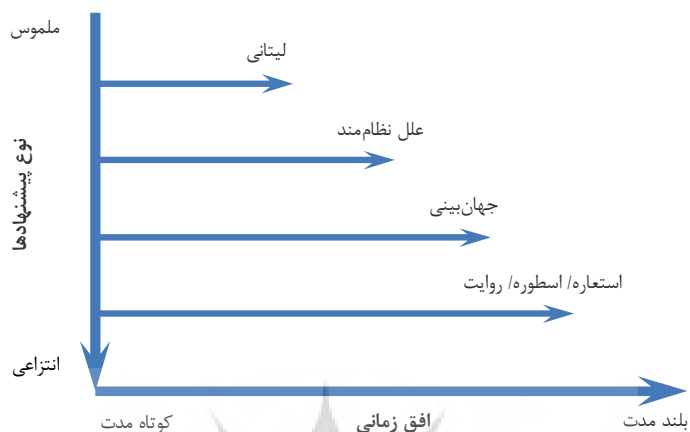 ملموس
لیتانی
علل نظام‌مند
نوع پیشنهادها
جهان‌بینی
استعاره/ اسطوره/ روایت
انتزاعی
کوتاه مدت
افق زمانی
بلند مدت